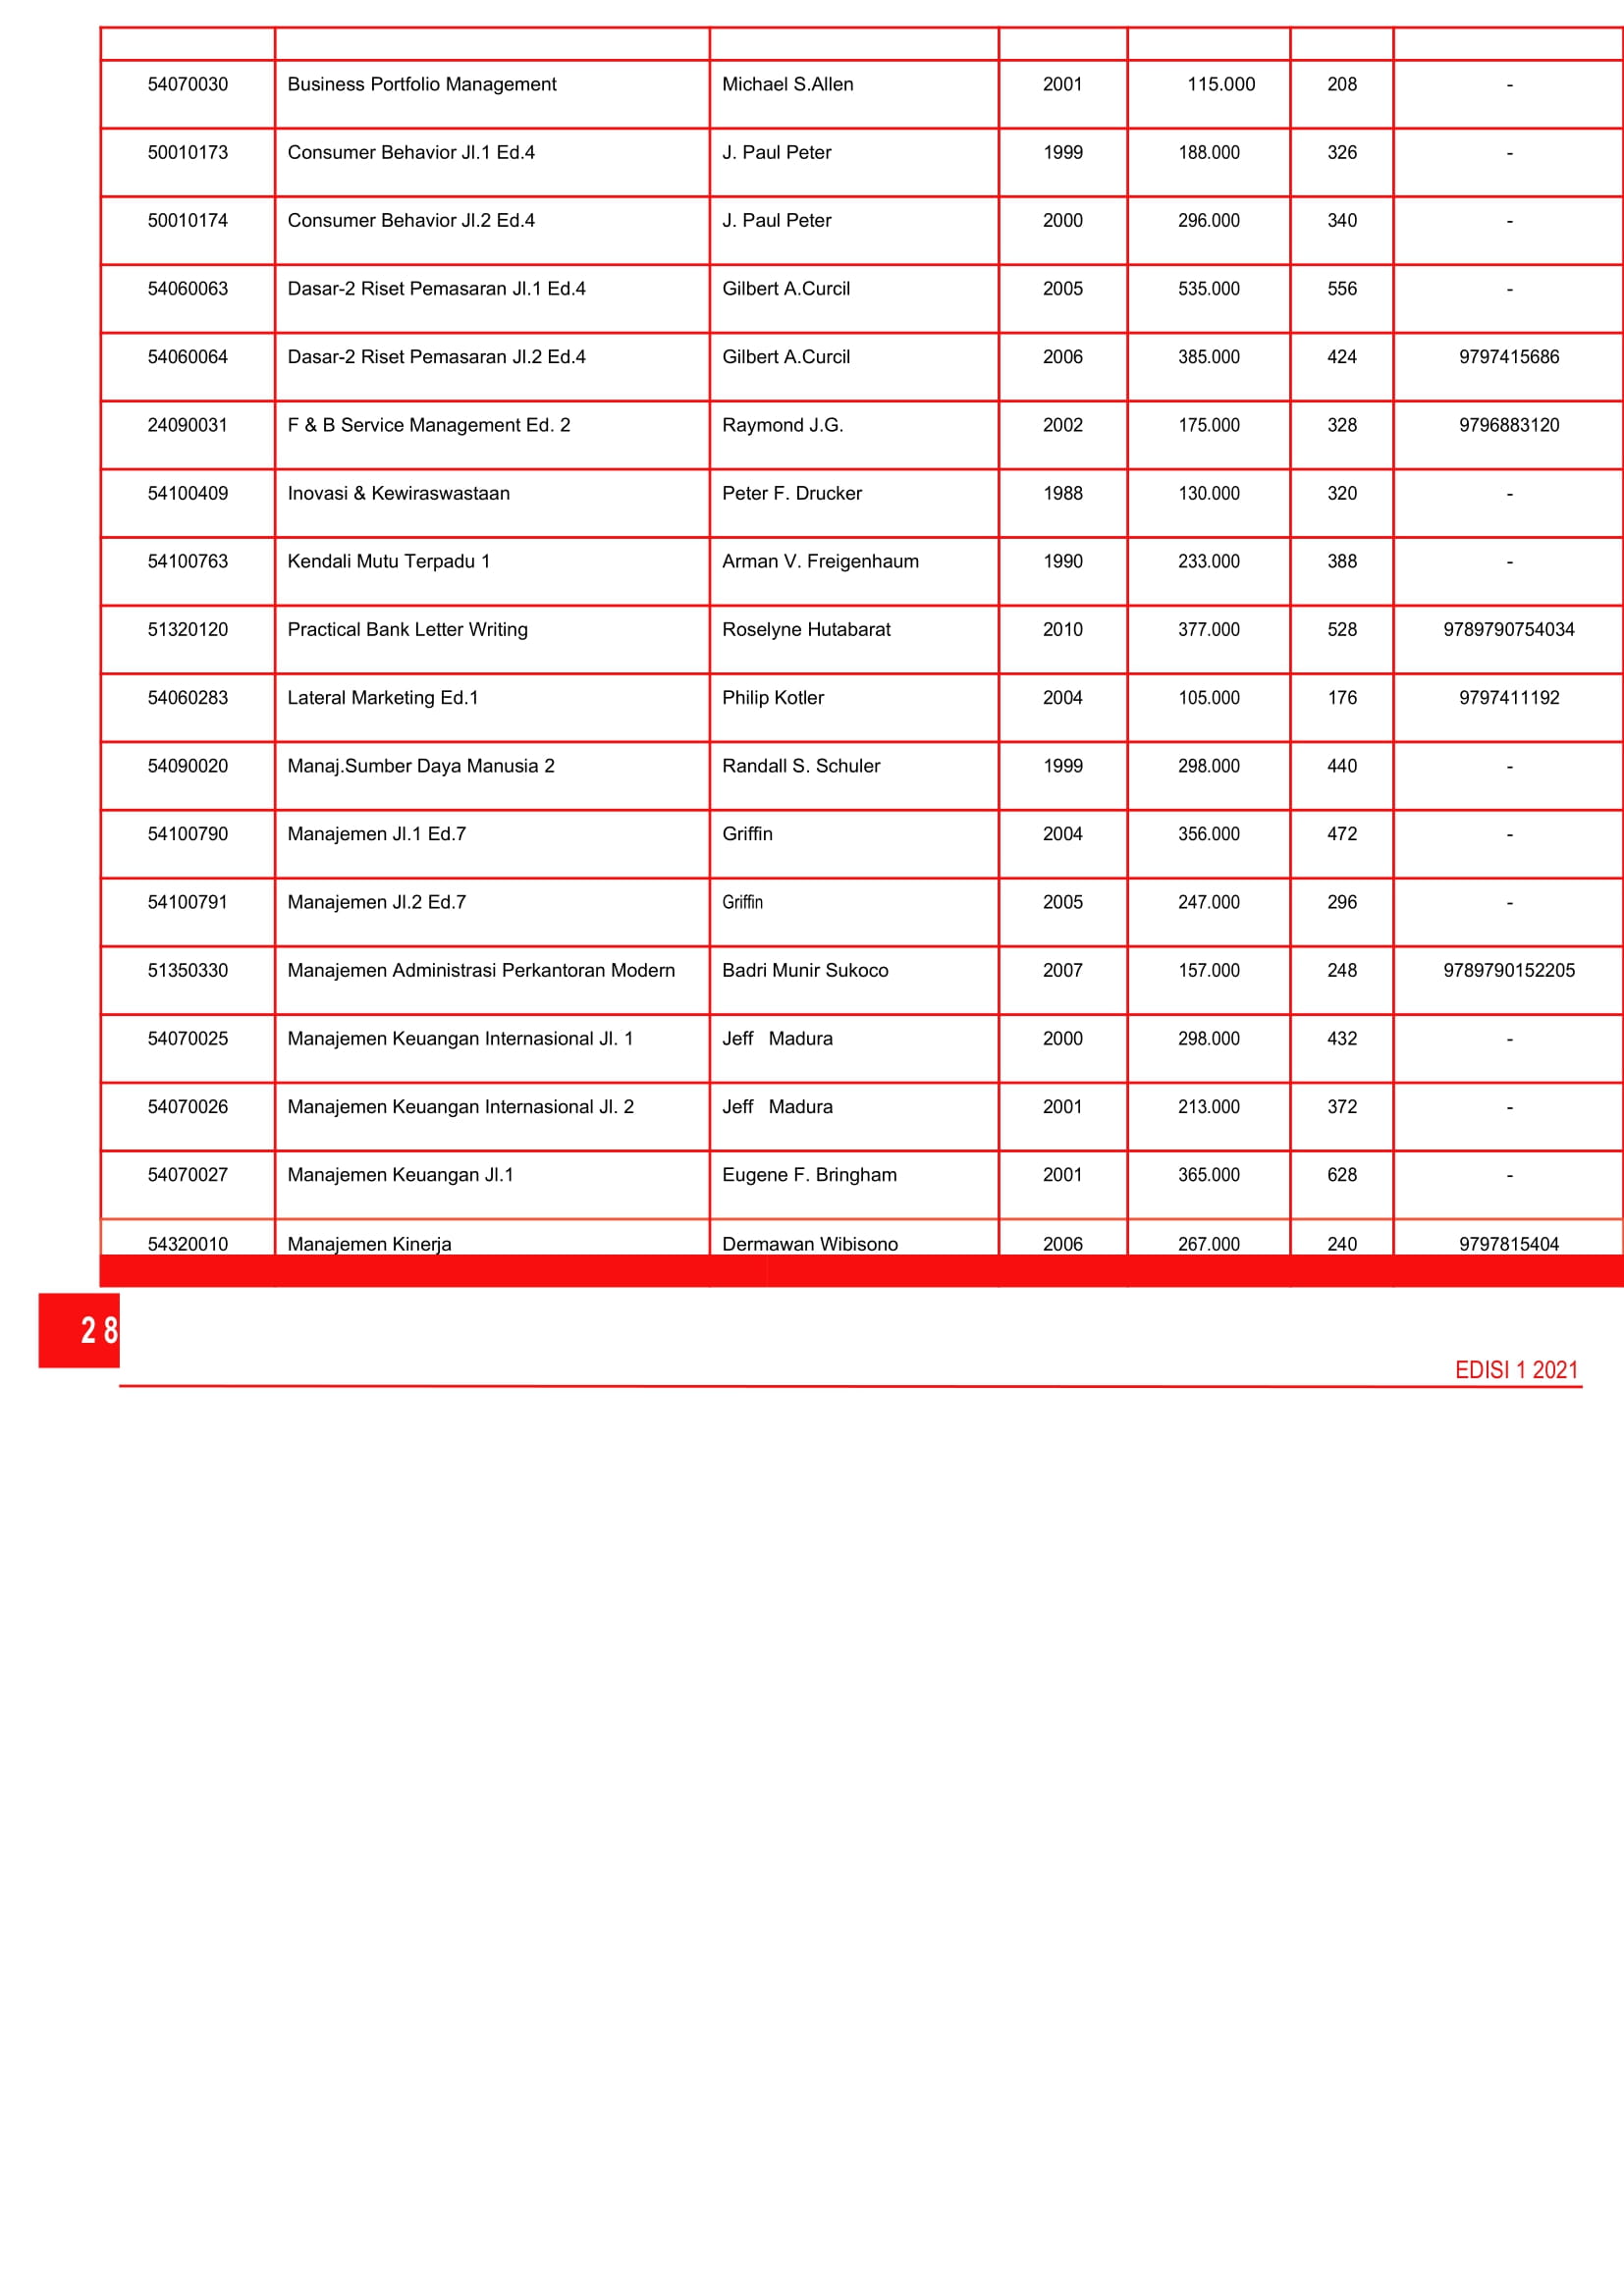 54070030 Business Portfolio Management Michael S.Allen 2001 115.000 208 -
50010173 Consumer Behavior Jl.1 Ed.4 J. Paul Peter 1999 188.000 326 -
50010174 Consumer Behavior Jl.2 Ed.4 J. Paul Peter 2000 296.000 340 -
54060063 Dasar-2 Riset Pemasaran Jl.1 Ed.4 Gilbert A.Curcil 2005 535.000 556 -
54060064 Dasar-2 Riset Pemasaran Jl.2 Ed.4 Gilbert A.Curcil 2006 385.000 424 9797415686
24090031 F & B Service Management Ed. 2 Raymond J.G. 2002 175.000 328 9796883120
54100409 Inovasi & Kewiraswastaan Peter F. Drucker 1988 130.000 320 -
54100763 Kendali Mutu Terpadu 1 Arman V. Freigenhaum 1990 233.000 388 -
51320120 Practical Bank Letter Writing Roselyne Hutabarat 2010 377.000 528 9789790754034
54060283 Lateral Marketing Ed.1 Philip Kotler 2004 105.000 176 9797411192
54090020 Manaj.Sumber Daya Manusia 2 Randall S. Schuler 1999 298.000 440 -
54100790 Manajemen Jl.1 Ed.7 Griffin 2004 356.000 472 -
54100791 Manajemen Jl.2 Ed.7 Griffin 2005 247.000 296 -
51350330 Manajemen Administrasi Perkantoran Modern Badri Munir Sukoco 2007 157.000 248 9789790152205
54070025 Manajemen Keuangan Internasional Jl. 1 Jeff Madura 2000 298.000 432 -
54070026 Manajemen Keuangan Internasional Jl. 2 Jeff Madura 2001 213.000 372 -
54070027 Manajemen Keuangan Jl.1 Eugene F. Bringham 2001 365.000 628 -
54320010 Manajemen Kinerja Dermawan Wibisono 2006 267.000 240 9797815404
28
EDISI 1 2021